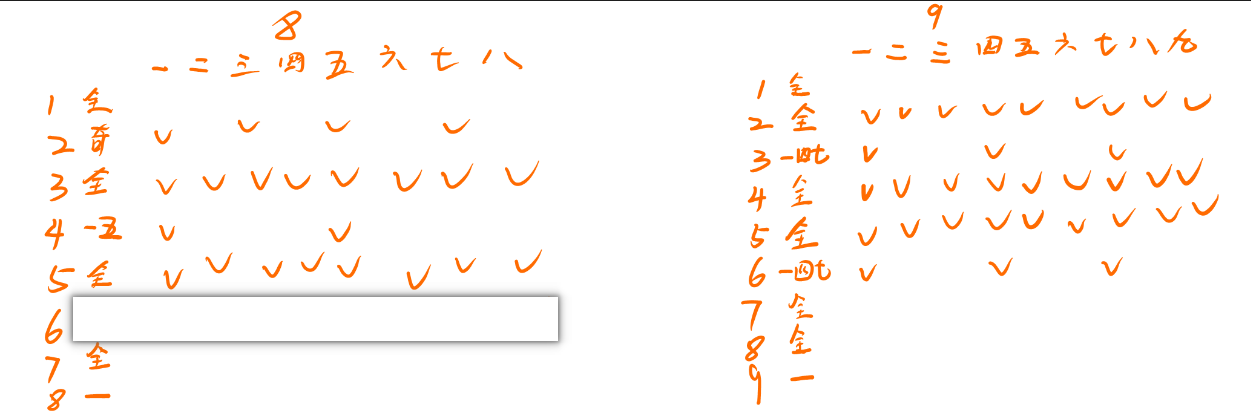 8
一 二 三 四 五 六 七 八
1 全
2 奇 ✓ ✓ ✓ ✓
3 全 ✓ ✓ ✓ ✓ ✓ ✓ ✓ ✓
4 一五 ✓ ✓
5 全 ✓ ✓ ✓ ✓ ✓ ✓ ✓ ✓
6
7 全
8 一
9
一 二 三 四 五 六 七 八 九
1 全
2 全 ✓ ✓ ✓ ✓ ✓ ✓ ✓ ✓ ✓
3 一四七 ✓ ✓ ✓
4 全 ✓ ✓ ✓ ✓ ✓ ✓ ✓ ✓ ✓
5 全 ✓ ✓ ✓ ✓ ✓ ✓ ✓ ✓ ✓
6 一四七 ✓ ✓ ✓
7 全
8 全
9 一